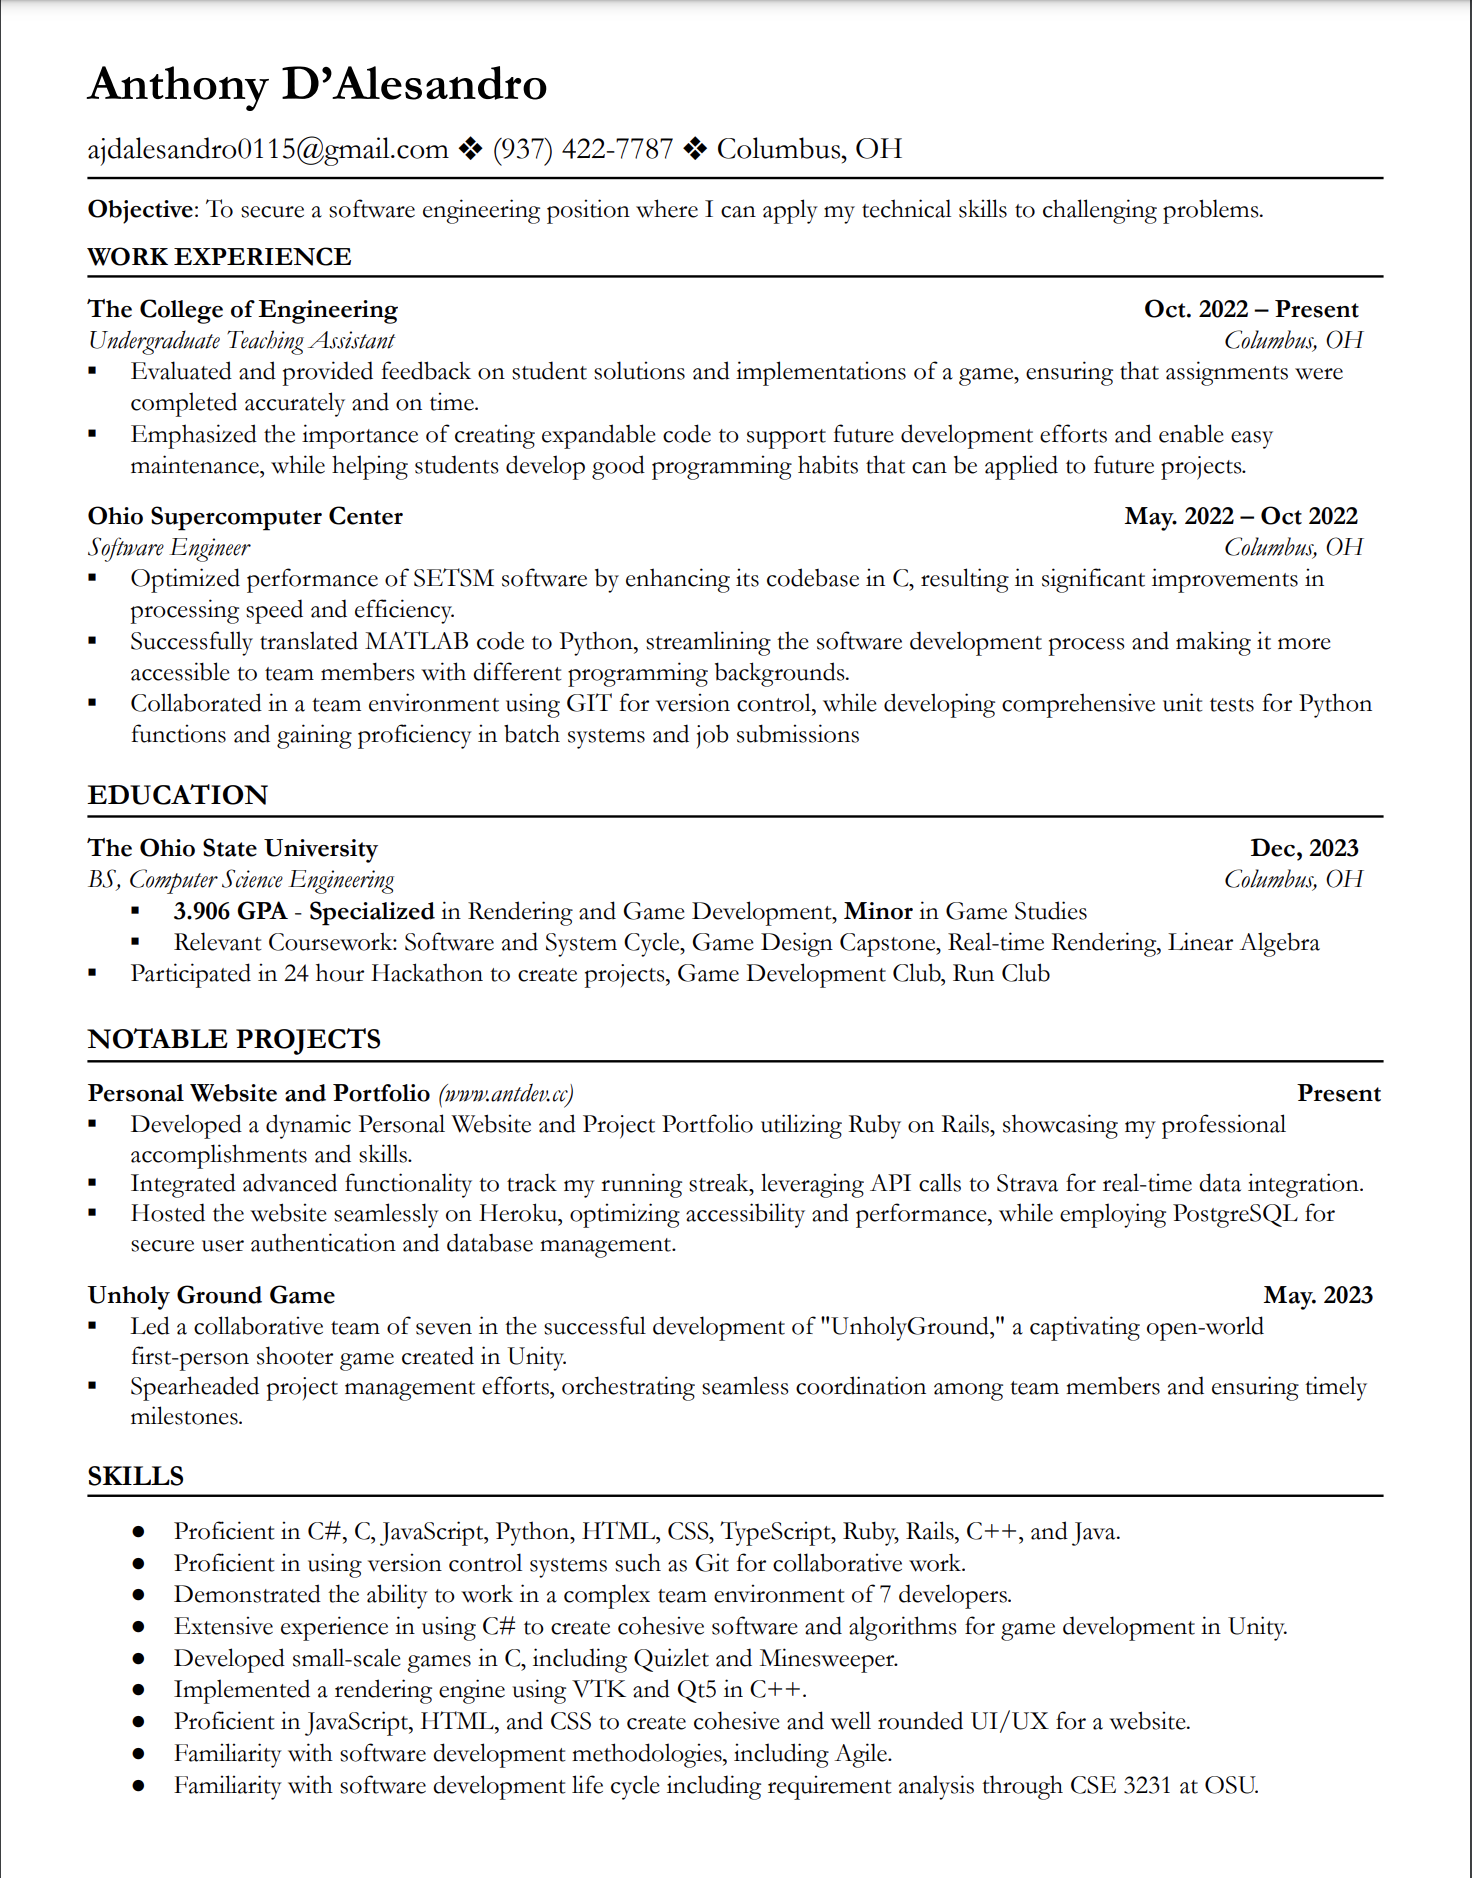 Anthony D’Alesandro
ajdalesandro0115@gmail.com ❖ (937) 422-7787 ❖ Columbus, OH
Objective: To secure a software engineering position where I can apply my technical skills to challenging problems.
WORK EXPERIENCE
The College of Engineering Oct. 2022 – Present
Undergraduate Teaching Assistant Columbus, OH
▪ Evaluated and provided feedback on student solutions and implementations of a game, ensuring that assignments were
completed accurately and on time.
▪ Emphasized the importance of creating expandable code to support future development efforts and enable easy
maintenance, while helping students develop good programming habits that can be applied to future projects.
Ohio Supercomputer Center May. 2022 – Oct 2022
Software Engineer Columbus, OH
▪ Optimized performance of SETSM software by enhancing its codebase in C, resulting in significant improvements in
processing speed and efficiency.
▪ Successfully translated MATLAB code to Python, streamlining the software development process and making it more
accessible to team members with different programming backgrounds.
▪ Collaborated in a team environment using GIT for version control, while developing comprehensive unit tests for Python
functions and gaining proficiency in batch systems and job submissions
EDUCATION
The Ohio State University Dec, 2023
BS, Computer Science Engineering Columbus, OH
▪ 3.906 GPA - Specialized in Rendering and Game Development, Minor in Game Studies
▪ Relevant Coursework: Software and System Cycle, Game Design Capstone, Real-time Rendering, Linear Algebra
▪ Participated in 24 hour Hackathon to create projects, Game Development Club, Run Club
NOTABLE PROJECTS
Personal Website and Portfolio (www.antdev.cc) Present
▪ Developed a dynamic Personal Website and Project Portfolio utilizing Ruby on Rails, showcasing my professional
accomplishments and skills.
▪ Integrated advanced functionality to track my running streak, leveraging API calls to Strava for real-time data integration.
▪ Hosted the website seamlessly on Heroku, optimizing accessibility and performance, while employing PostgreSQL for
secure user authentication and database management.
Unholy Ground Game May. 2023
▪ Led a collaborative team of seven in the successful development of "UnholyGround," a captivating open-world
first-person shooter game created in Unity.
▪ Spearheaded project management efforts, orchestrating seamless coordination among team members and ensuring timely
milestones.
SKILLS
● Proficient in C#, C, JavaScript, Python, HTML, CSS, TypeScript, Ruby, Rails, C++, and Java.
● Proficient in using version control systems such as Git for collaborative work.
● Demonstrated the ability to work in a complex team environment of 7 developers.
● Extensive experience in using C# to create cohesive software and algorithms for game development in Unity.
● Developed small-scale games in C, including Quizlet and Minesweeper.
● Implemented a rendering engine using VTK and Qt5 in C++.
● Proficient in JavaScript, HTML, and CSS to create cohesive and well rounded UI/UX for a website.
● Familiarity with software development methodologies, including Agile.
● Familiarity with software development life cycle including requirement analysis through CSE 3231 at OSU.